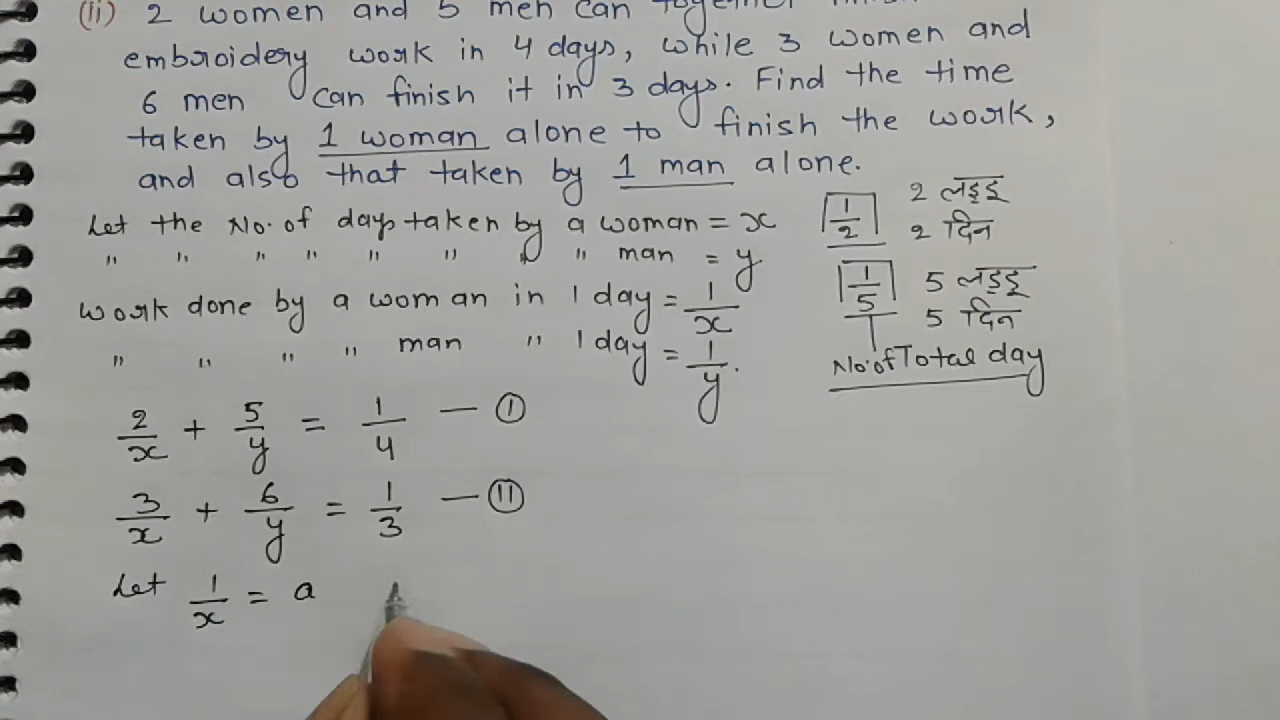 (ii) 2 women and 5 men can together
embroidery work in 4 days, while 3 women and
6 men can finish it in 3 days. Find the time
taken by 1 woman alone to finish the work,
and also that taken by 1 man alone.
Let the No. of days taken by a woman = x
" " " " " " " " man = y
work done by a woman in 1 day = 1/x
" " " " man " 1 day = 1/y.
1/2 2 लड्डू
2 दिन
1/5 5 लड्डू
5 दिन
No. of Total day
2/x + 5/y = 1/4 — (I)
3/x + 6/y = 1/3 — (II)
Let 1/x = a